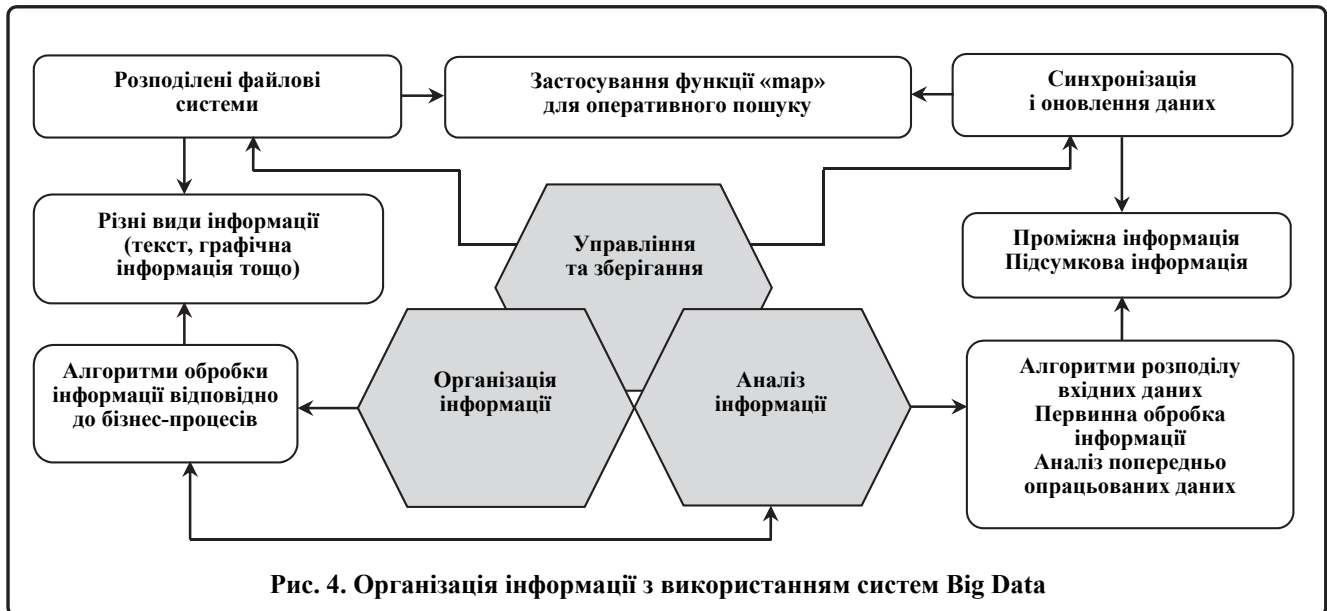 Розподілені файлові
системи
Застосування функції «map»
для оперативного пошуку
Синхронізація
і оновлення даних
Різні види інформації
(текст, графічна
інформація тощо)
Управління
та зберігання
Проміжна інформація
Підсумкова інформація
Алгоритми обробки
інформації відповідно
до бізнес-процесів
Організація
інформації
Аналіз
інформації
Алгоритми розподілу
вхідних даних
Первинна обробка
інформації
Аналіз попередньо
опрацьованих даних
Рис. 4. Організація інформації з використанням систем Big Data